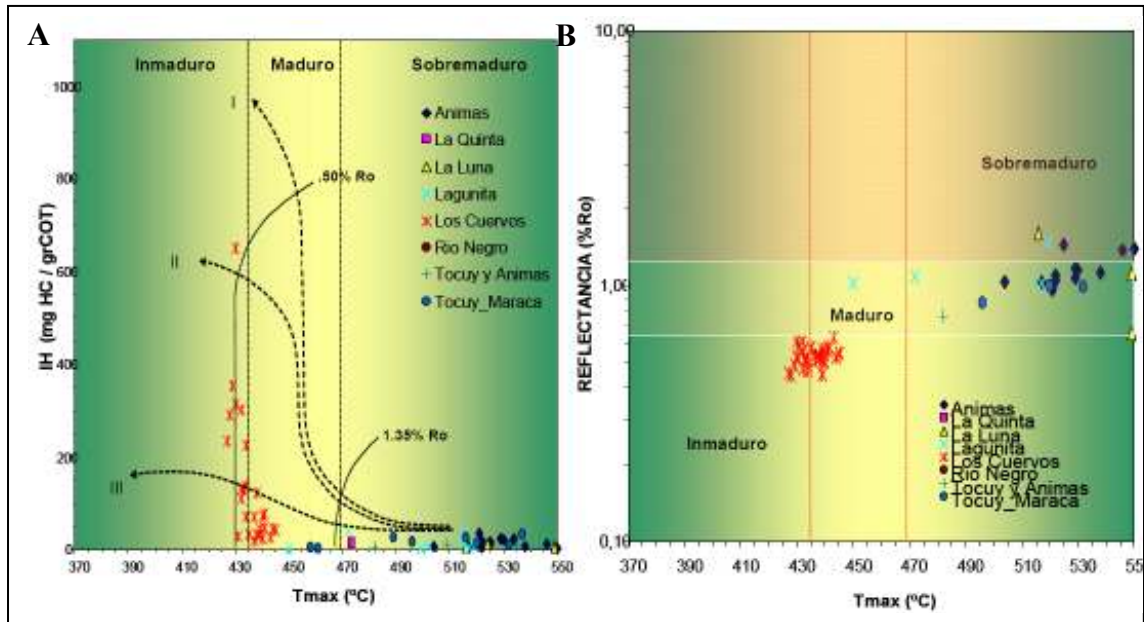 A
Inmaduro Maduro Sobremaduro
1000
800
600
400
200
0
IH (mg HC / grCOT)
I
II
III
.50% Ro
1.35% Ro
Animas
La Quinta
La Luna
Lagunita
Los Cuervos
Rio Negro
Tocuy y Animas
Tocuy_Maraca
370 390 410 430 450 470 490 510 530 550
Tmax (ºC)
B
10,00
1,00
0,10
REFLECTANCIA (%Ro)
Sobremaduro
Maduro
Inmaduro
Animas
La Quinta
La Luna
Lagunita
Los Cuervos
Rio Negro
Tocuy y Animas
Tocuy_Maraca
370 390 410 430 450 470 490 510 530 55
Tmax (ºC)